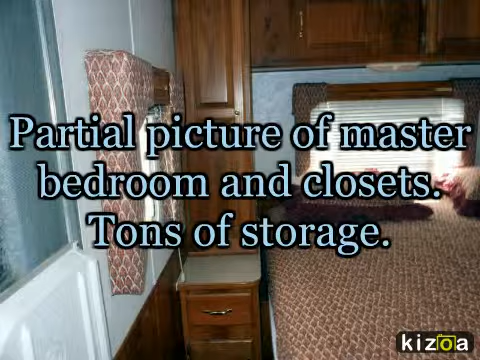 Partial picture of master
bedroom and closets.
Tons of storage.
kizoa